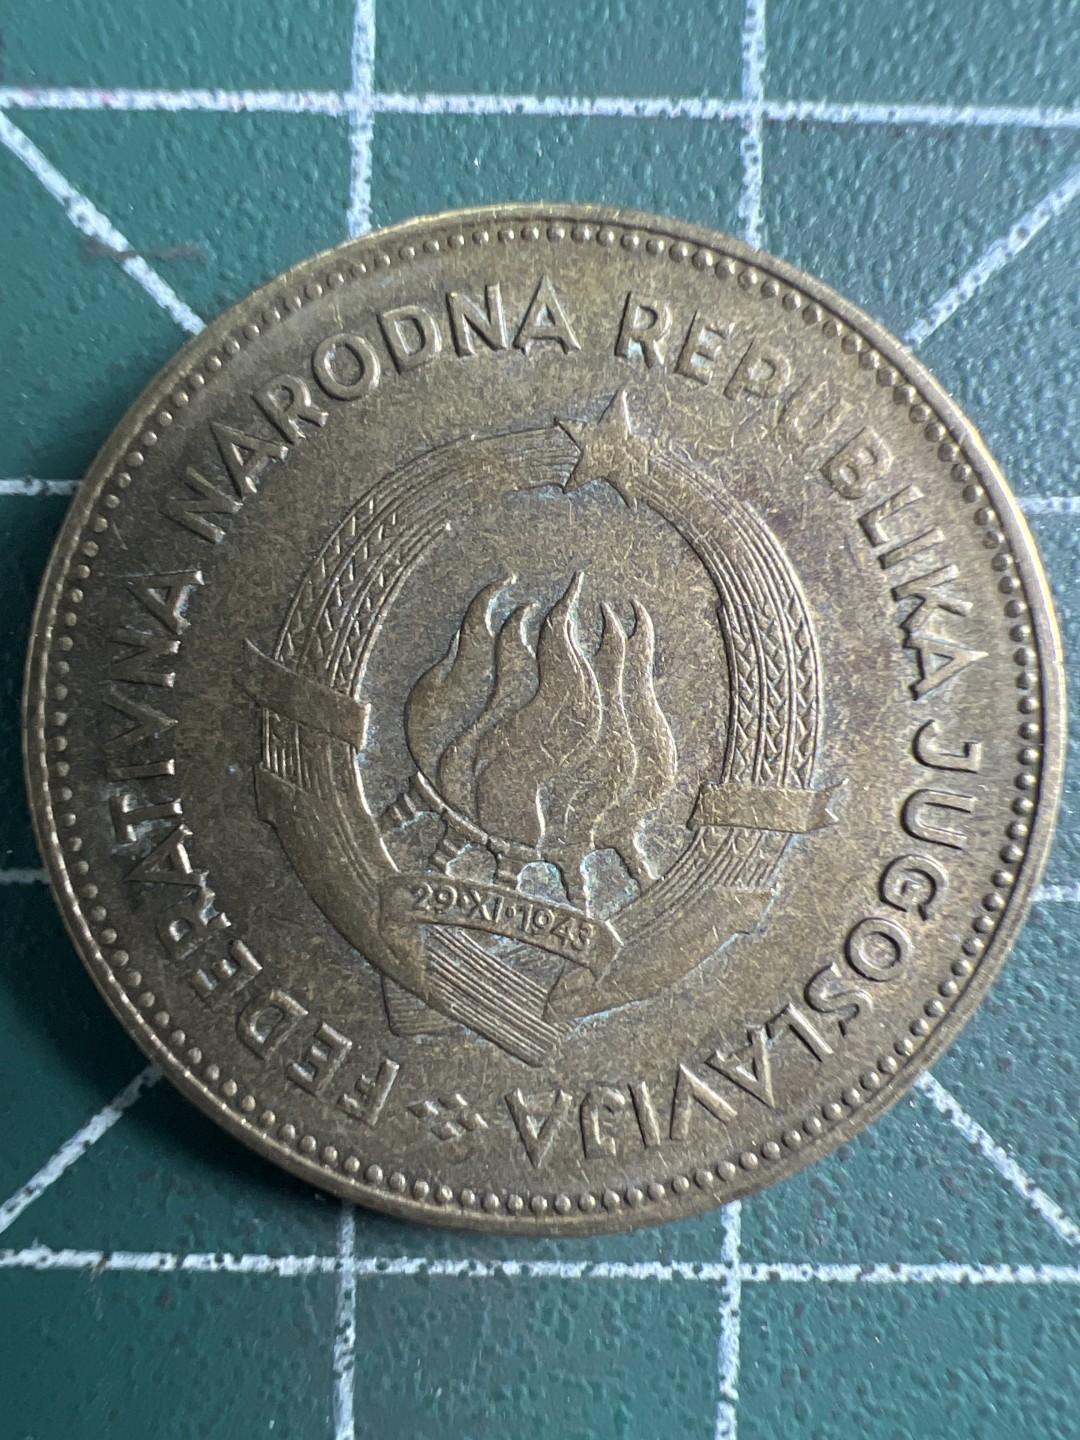 FEDERATIVNA NARODNA REPUBLIKA JUGOSLAVIJA
29·XI·1943